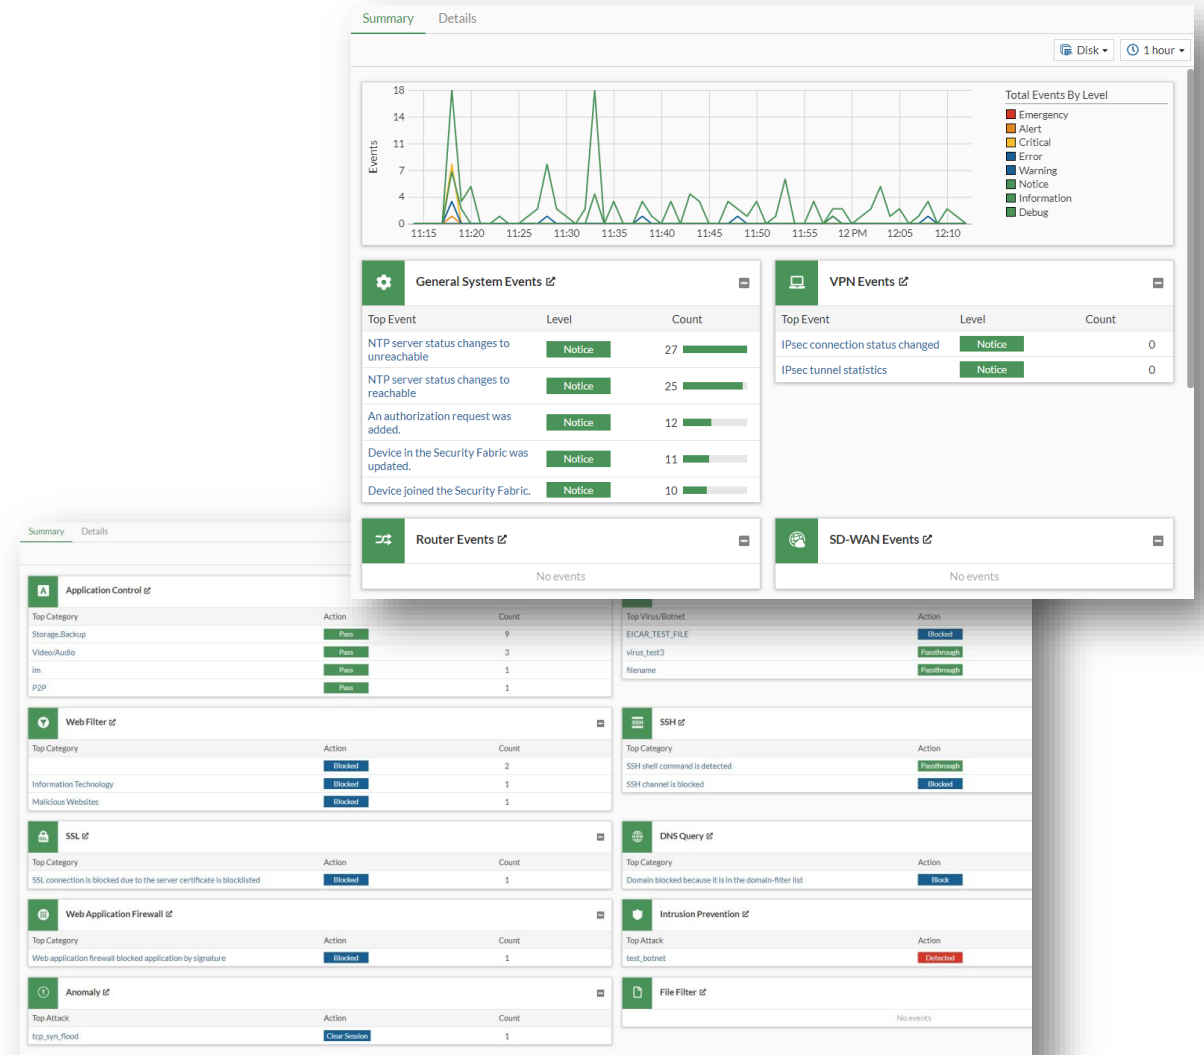 Summary Details
Disk 1 hour
18
14
11
7
4
0
Events
11:15 11:20 11:25 11:30 11:35 11:40 11:45 11:50 11:55 12 PM 12:05 12:10
Total Events By Level
Emergency
Alert
Critical
Error
Warning
Notice
Information
Debug
General System Events
Top Event Level Count
NTP server status changes to
unreachable
Notice 27
NTP server status changes to
reachable
Notice 25
An authorization request was
added.
Notice 12
Device in the Security Fabric was
updated.
Notice 11
Device joined the Security Fabric. Notice 10
VPN Events
Top Event Level Count
IPsec connection status changed Notice 0
IPsec tunnel statistics Notice 0
Router Events
No events
SD-WAN Events
No events
Summary Details
A Application Control
Top Category Action Count
Storage.Backup Pass 9
Video/Audio Pass 3
im Pass 1
P2P Pass 1
Top Virus/Botnet Action
EICAR_TEST_FILE Blocked
virus_test3 Passthrough
filename Passthrough
Web Filter
Top Category Action Count
Blocked 2
Information Technology Blocked 1
Malicious Websites Blocked 1
SSH SSH
Top Category Action
SSH shell command is detected Passthrough
SSH channel is blocked Blocked
SSL
Top Category Action Count
SSL connection is blocked due to the server certificate is blocklisted Blocked 1
DNS Query
Top Category Action
Domain blocked because it is in the domain-filter list Block
Web Application Firewall
Top Category Action Count
Web application firewall blocked application by signature Blocked 1
Intrusion Prevention
Top Attack Action
test_botnet Detected
Anomaly
Top Attack Action Count
tcp_syn_flood Clear Session 1
File Filter
No events